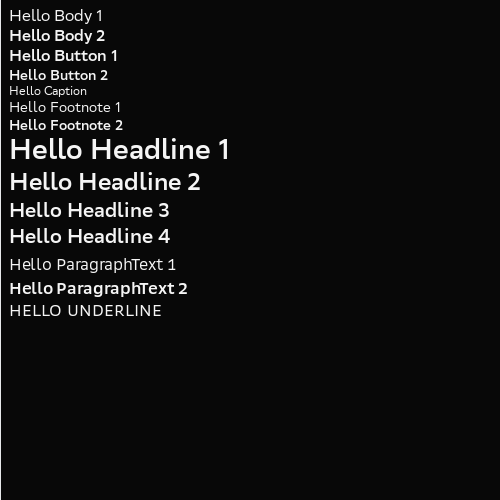 Hello Body 1
Hello Body 2
Hello Button 1
Hello Button 2
Hello Caption
Hello Footnote 1
Hello Footnote 2
Hello Headline 1
Hello Headline 2
Hello Headline 3
Hello Headline 4
Hello ParagraphText 1
Hello ParagraphText 2
HELLO UNDERLINE